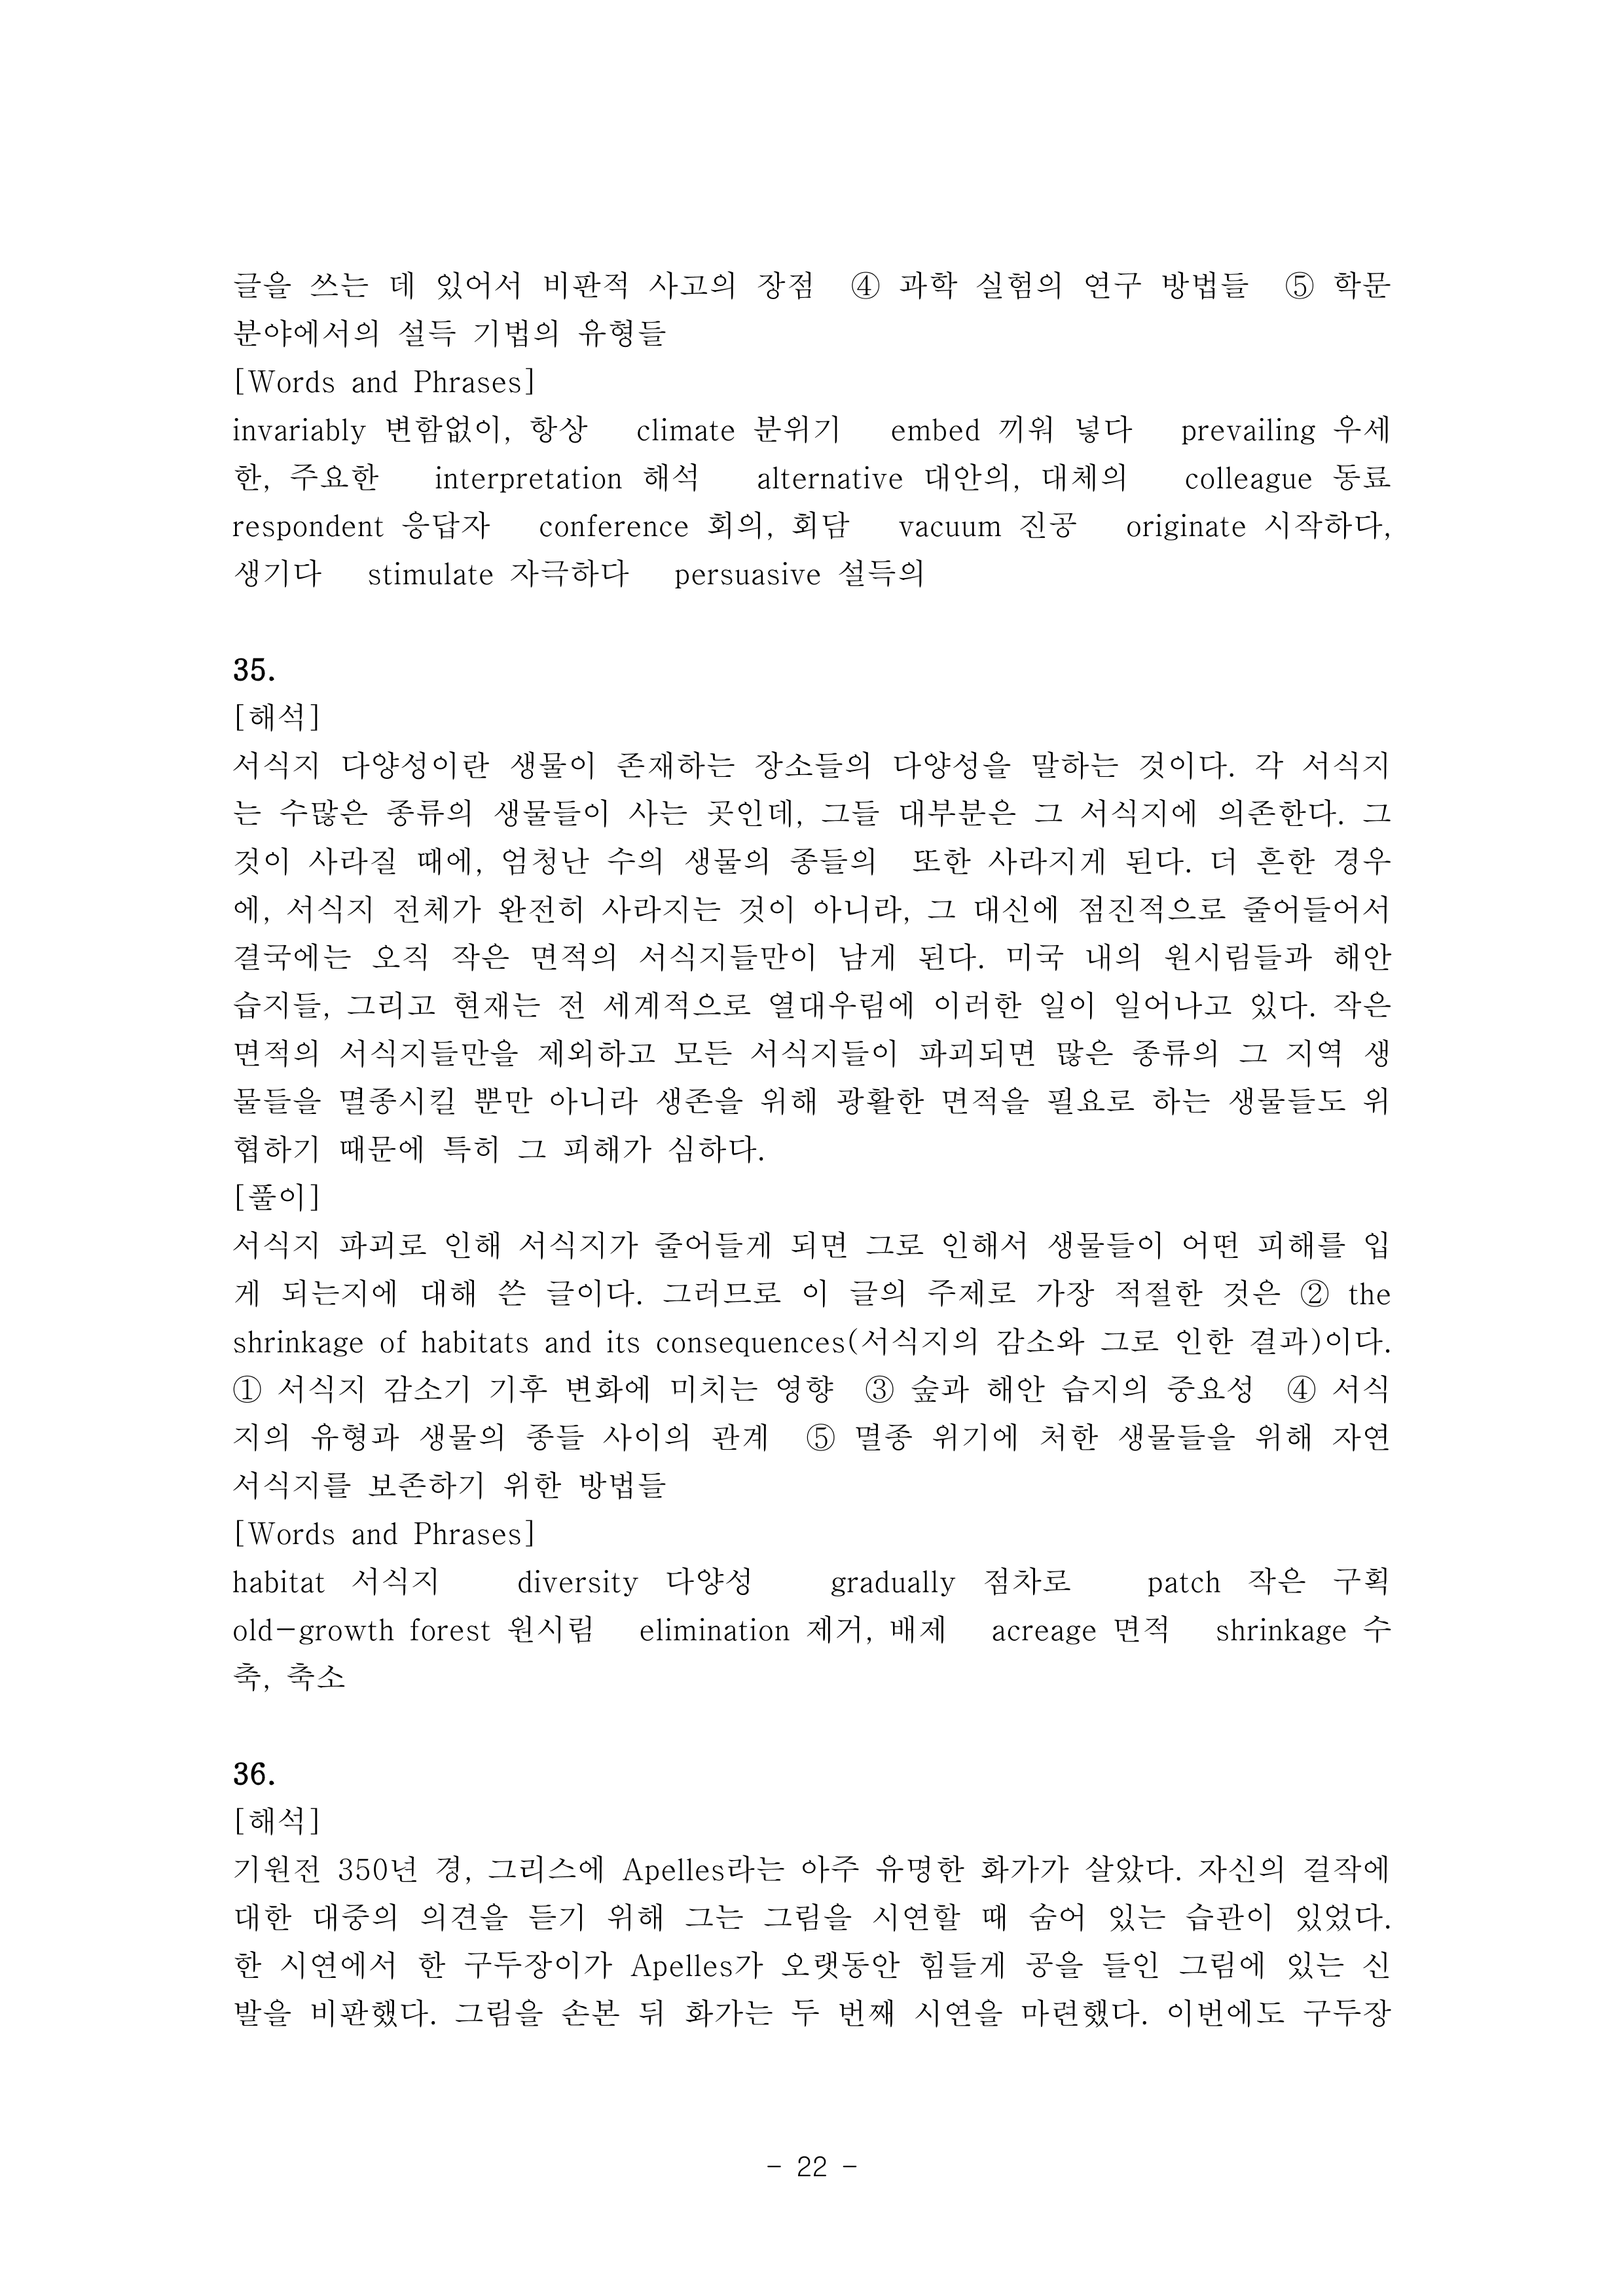 글을 쓰는 데 있어서 비판적 사고의 장점 ④ 과학 실험의 연구 방법들 ⑤ 학문
분야에서의 설득 기법의 유형들
[Words and Phrases]
invariably 변함없이, 항상 climate 분위기 embed 끼워 넣다 prevailing 우세
한, 주요한 interpretation 해석 alternative 대안의, 대체의 colleague 동료
respondent 응답자 conference 회의, 회담 vacuum 진공 originate 시작하다,
생기다 stimulate 자극하다 persuasive 설득의
35.
[해석]
서식지 다양성이란 생물이 존재하는 장소들의 다양성을 말하는 것이다. 각 서식지
는 수많은 종류의 생물들이 사는 곳인데, 그들 대부분은 그 서식지에 의존한다. 그
것이 사라질 때에, 엄청난 수의 생물의 종들의 또한 사라지게 된다. 더 흔한 경우
에, 서식지 전체가 완전히 사라지는 것이 아니라, 그 대신에 점진적으로 줄어들어서
결국에는 오직 작은 면적의 서식지들만이 남게 된다. 미국 내의 원시림들과 해안
습지들, 그리고 현재는 전 세계적으로 열대우림에 이러한 일이 일어나고 있다. 작은
면적의 서식지들만을 제외하고 모든 서식지들이 파괴되면 많은 종류의 그 지역 생
물들을 멸종시킬 뿐만 아니라 생존을 위해 광활한 면적을 필요로 하는 생물들도 위
협하기 때문에 특히 그 피해가 심하다.
[풀이]
서식지 파괴로 인해 서식지가 줄어들게 되면 그로 인해서 생물들이 어떤 피해를 입
게 되는지에 대해 쓴 글이다. 그러므로 이 글의 주제로 가장 적절한 것은 ② the
shrinkage of habitats and its consequences(서식지의 감소와 그로 인한 결과)이다.
① 서식지 감소기 기후 변화에 미치는 영향 ③ 숲과 해안 습지의 중요성 ④ 서식
지의 유형과 생물의 종들 사이의 관계 ⑤ 멸종 위기에 처한 생물들을 위해 자연
서식지를 보존하기 위한 방법들
[Words and Phrases]
habitat 서식지 diversity 다양성 gradually 점차로 patch 작은 구획
old-growth forest 원시림 elimination 제거, 배제 acreage 면적 shrinkage 수
축, 축소
36.
[해석]
기원전 350년 경, 그리스에 Apelles라는 아주 유명한 화가가 살았다. 자신의 걸작에
대한 대중의 의견을 듣기 위해 그는 그림을 시연할 때 숨어 있는 습관이 있었다.
한 시연에서 한 구두장이가 Apelles가 오랫동안 힘들게 공을 들인 그림에 있는 신
발을 비판했다. 그림을 손본 뒤 화가는 두 번째 시연을 마련했다. 이번에도 구두장
- 22 -